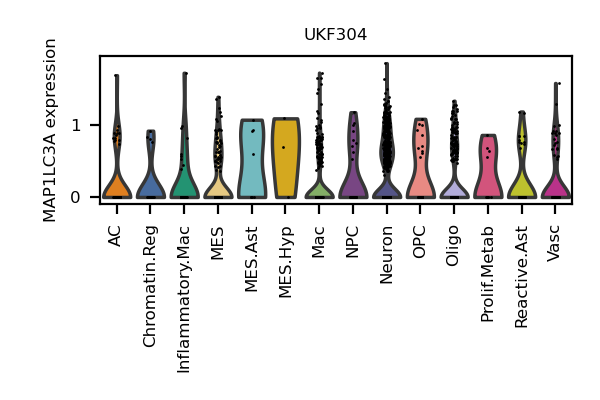 UKF304
MAP1LC3A expression
1
0
AC
Chromatin.Reg
Inflammatory.Mac
MES
MES.Ast
MES.Hyp
Mac
NPC
Neuron
OPC
Oligo
Prolif.Metab
Reactive.Ast
Vasc